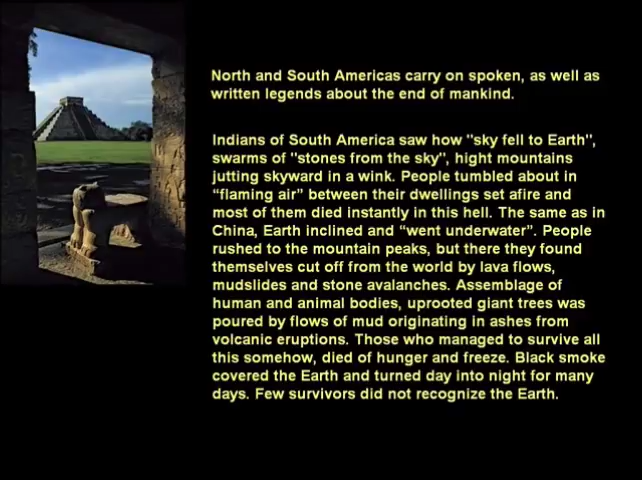 North and South Americas carry on spoken, as well as
written legends about the end of mankind.
Indians of South America saw how "sky fell to Earth",
swarms of "stones from the sky", hight mountains
jutting skyward in a wink. People tumbled about in
“flaming air” between their dwellings set afire and
most of them died instantly in this hell. The same as in
China, Earth inclined and “went underwater”. People
rushed to the mountain peaks, but there they found
themselves cut off from the world by lava flows,
mudslides and stone avalanches. Assemblage of
human and animal bodies, uprooted giant trees was
poured by flows of mud originating in ashes from
volcanic eruptions. Those who managed to survive all
this somehow, died of hunger and freeze. Black smoke
covered the Earth and turned day into night for many
days. Few survivors did not recognize the Earth.